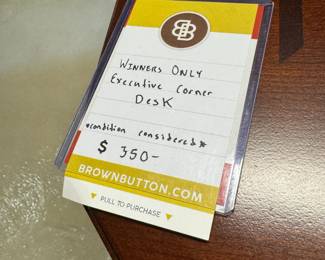 BB
WINNERS ONLY
Executive Corner
Desk
*condition considered*
$ 350-
BROWNBUTTON.COM
PULL TO PURCHASE